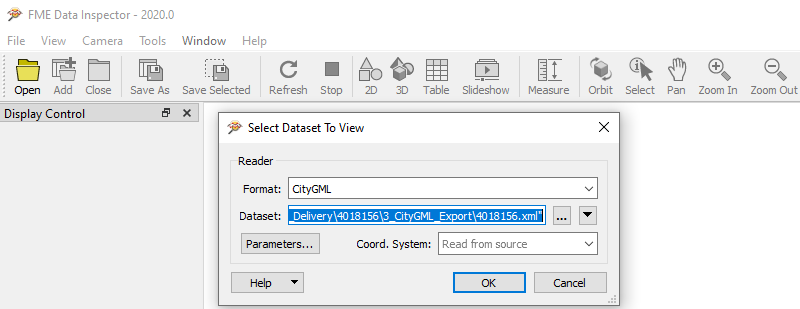 FME Data Inspector - 2020.0
File View Camera Tools Window Help
Open Add Close Save As Save Selected Refresh Stop 2D 3D Table Slideshow Measure Orbit Select Pan Zoom In Zoom Out
Display Control
Select Dataset To View
Reader
Format: CityGML
Dataset: Delivery\4018156\3_CityGML_Export\4018156.xml" ...
Parameters... Coord. System: Read from source
Help OK Cancel